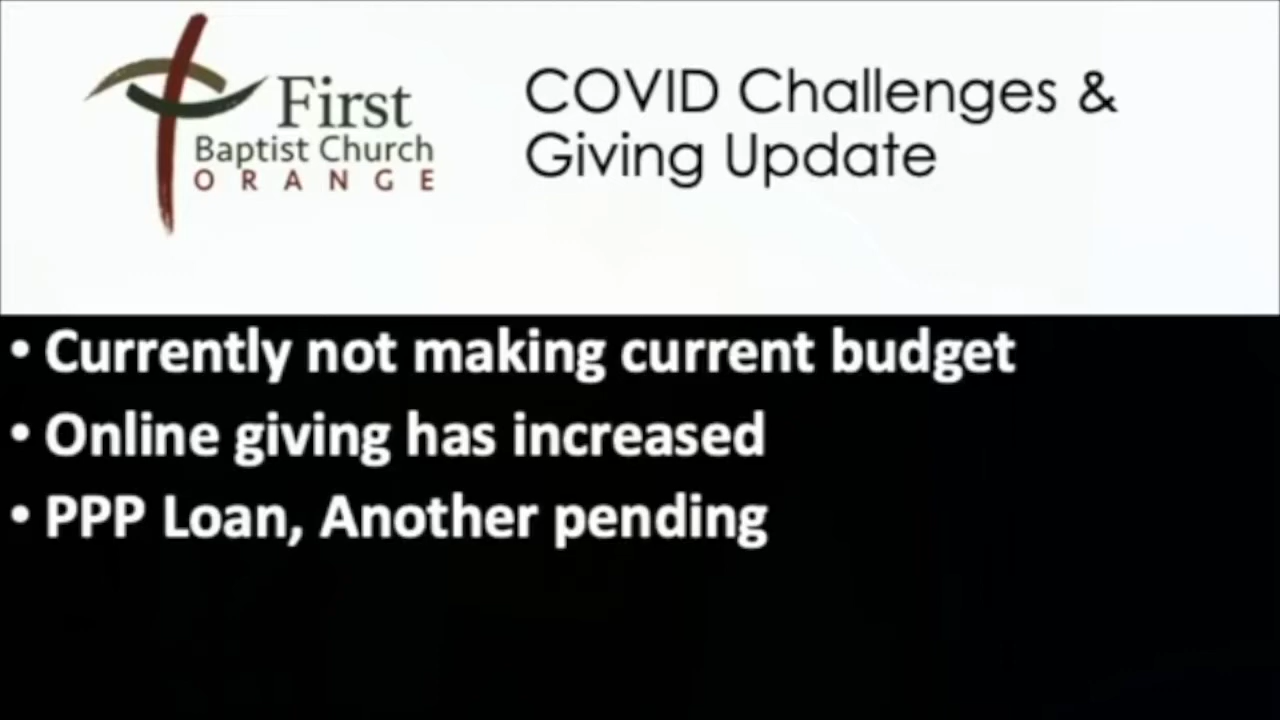 First
Baptist Church
ORANGE
COVID Challenges &
Giving Update
• Currently not making current budget
• Online giving has increased
• PPP Loan, Another pending